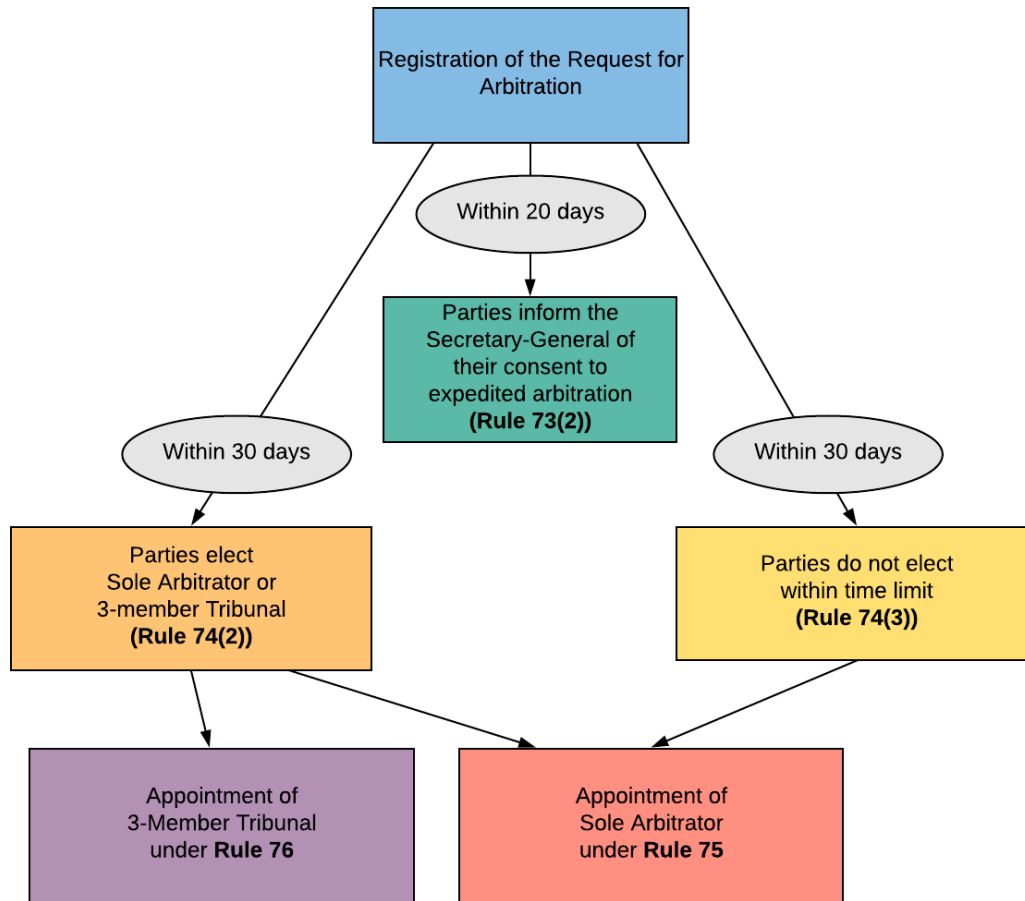 Registration of the Request for
Arbitration
Within 20 days
Parties inform the
Secretary-General of
their consent to
expedited arbitration
(Rule 73(2))
Within 30 days
Within 30 days
Parties elect
Sole Arbitrator or
3-member Tribunal
(Rule 74(2))
Parties do not elect
within time limit
(Rule 74(3))
Appointment of
3-Member Tribunal
under Rule 76
Appointment of
Sole Arbitrator
under Rule 75